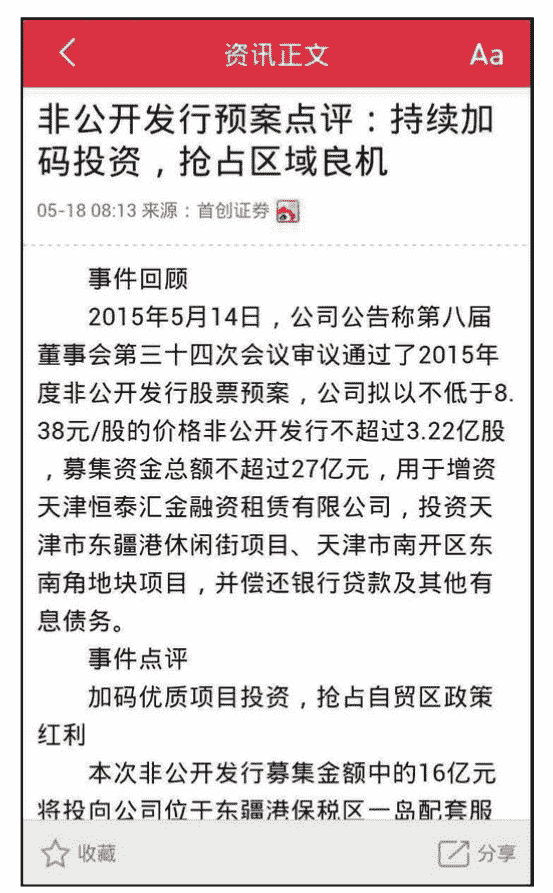 资讯正文
Aa
非公开发行预案点评：持续加
码投资，抢占区域良机
05-18 08:13 来源：首创证券
事件回顾
2015年5月14日，公司公告称第八届
董事会第三十四次会议审议通过了2015年
度非公开发行股票预案，公司拟以不低于8.
38元/股的价格非公开发行不超过3.22亿股
，募集资金总额不超过27亿元，用于增资
天津恒泰汇金融资租赁有限公司，投资天
津市东疆港休闲街项目、天津市南开区东
南角地块项目，并偿还银行贷款及其他有
息债务。
事件点评
加码优质项目投资，抢占自贸区政策
红利
本次非公开发行募集金额中的16亿元
将投向公司位于东疆港保税区一岛配套服
收藏
分享